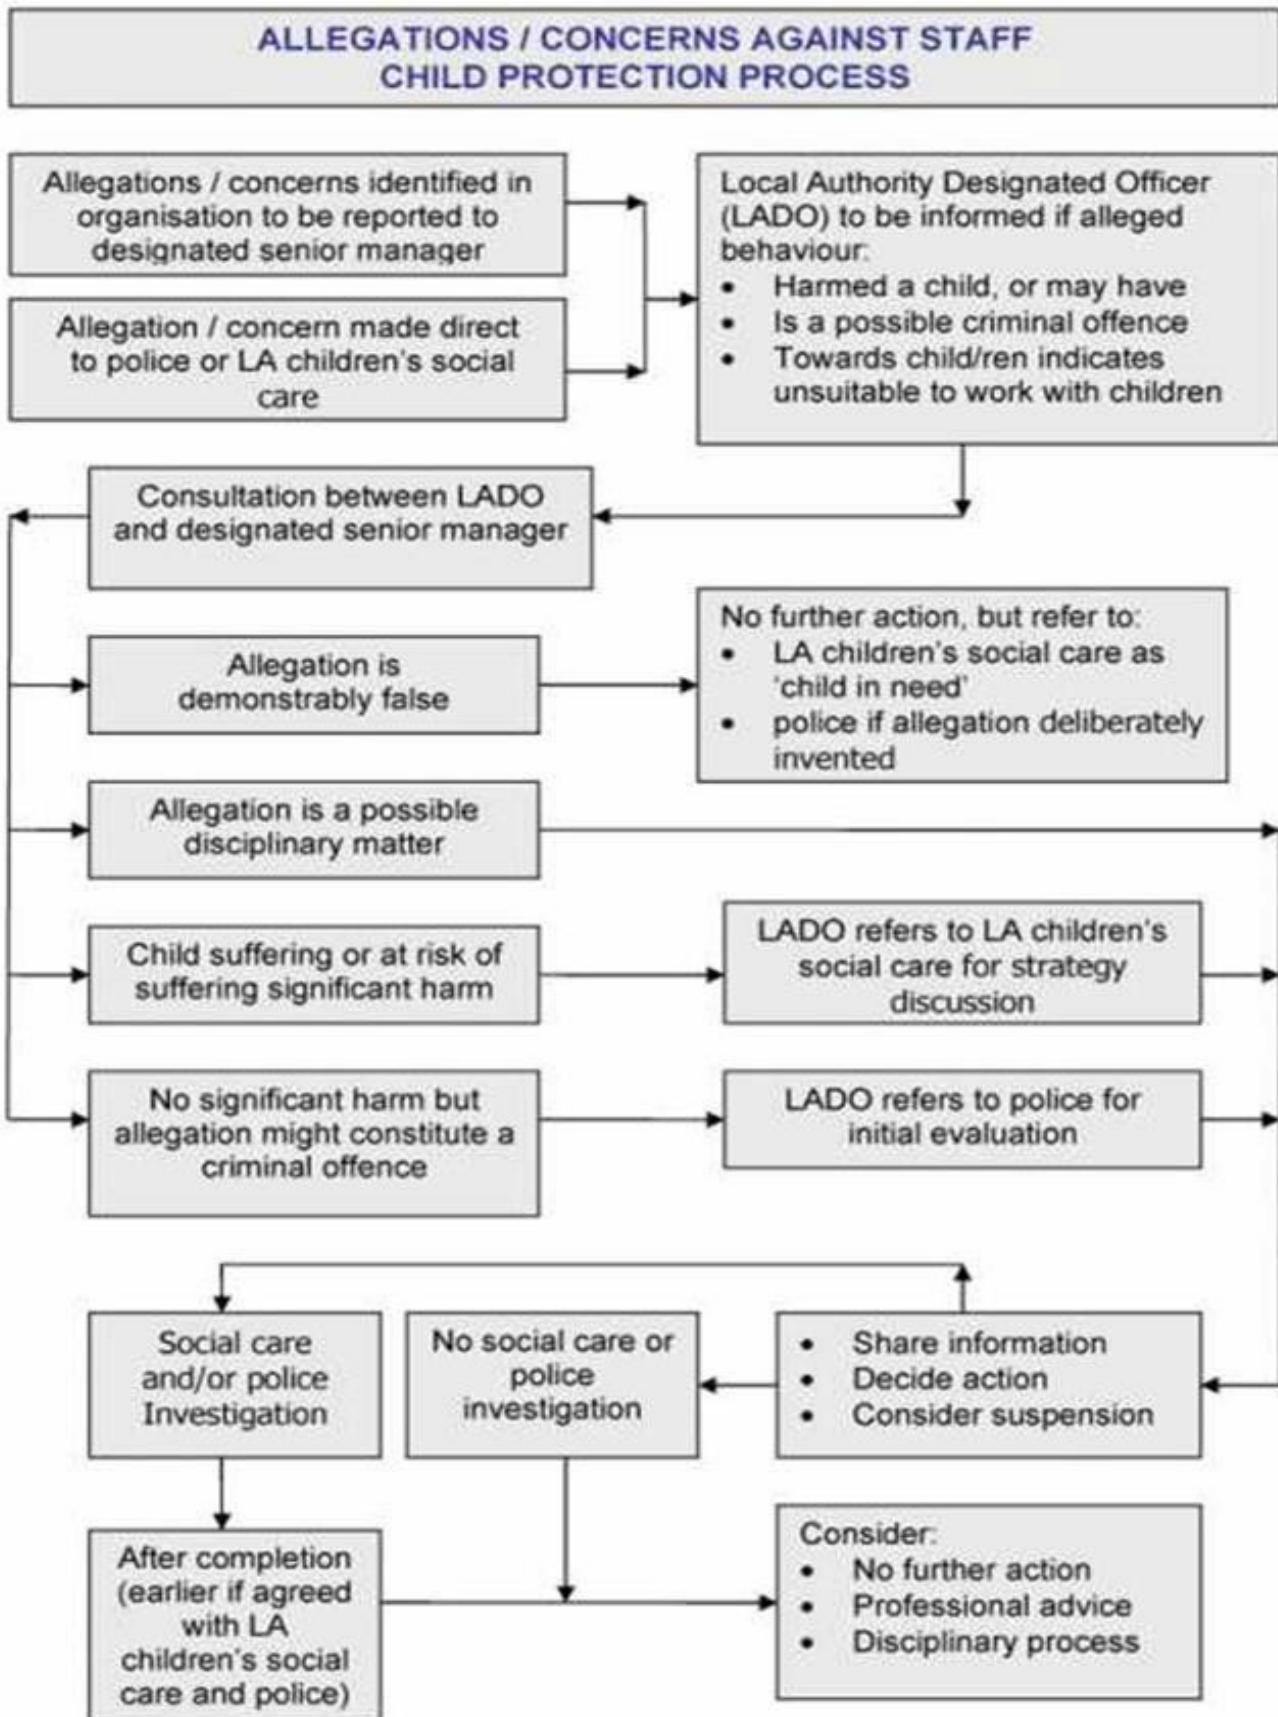 ALLEGATIONS / CONCERNS AGAINST STAFF
CHILD PROTECTION PROCESS
Allegations / concerns identified in
organisation to be reported to
designated senior manager
Allegation / concern made direct
to police or LA children's social
care
Local Authority Designated Officer
(LADO) to be informed if alleged
behaviour:
• Harmed a child, or may have
• Is a possible criminal offence
• Towards child/ren indicates
unsuitable to work with children
Consultation between LADO
and designated senior manager
Allegation is
demonstrably false
No further action, but refer to:
• LA children's social care as
'child in need'
• police if allegation deliberately
invented
Allegation is a possible
disciplinary matter
Child suffering or at risk of
suffering significant harm
LADO refers to LA children's
social care for strategy
discussion
No significant harm but
allegation might constitute a
criminal offence
LADO refers to police for
initial evaluation
Social care
and/or police
Investigation
No social care or
police
investigation
• Share information
• Decide action
• Consider suspension
After completion
(earlier if agreed
with LA
children's social
care and police)
Consider:
• No further action
• Professional advice
• Disciplinary process